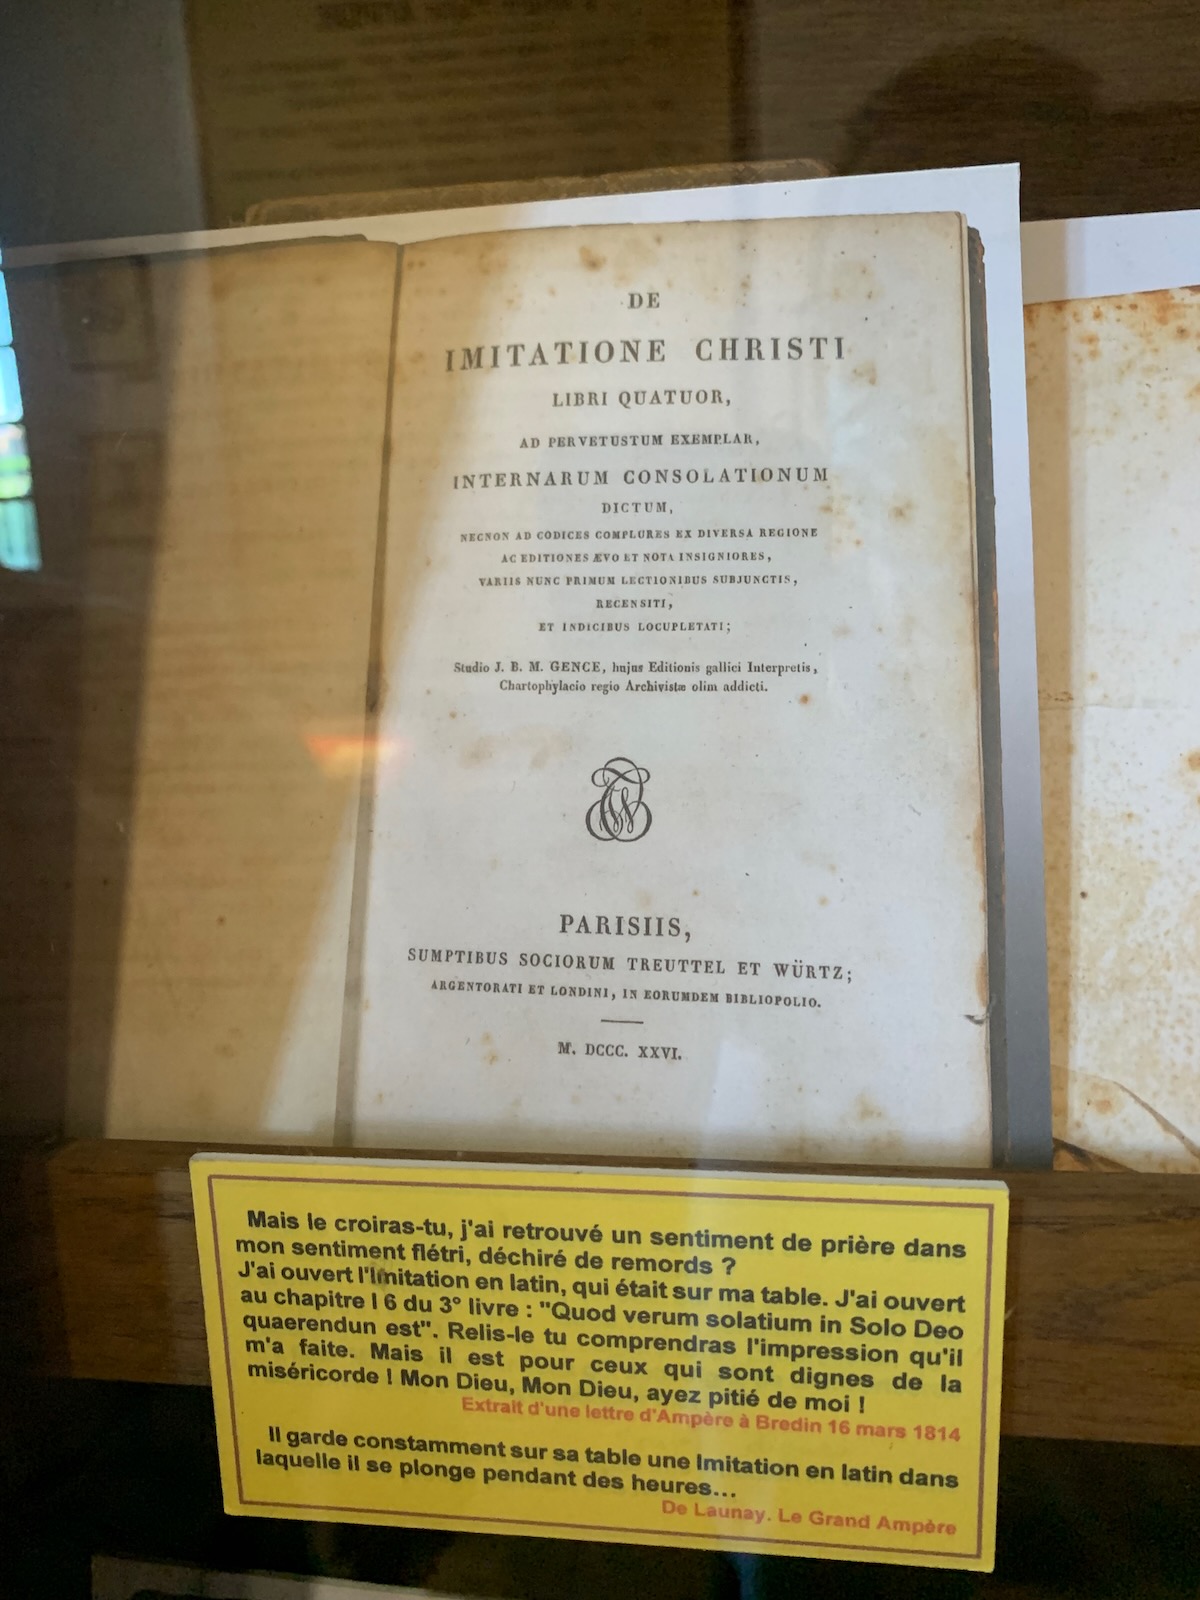 DE
IMITATIONE CHRISTI
LIBRI QUATUOR,
AD PERVETUSTUM EXEMPLAR,
INTERNARUM CONSOLATIONUM
DICTUM,
NECNON AD CODICES COMPLURES EX DIVERSA REGIONE
AC EDITIONES ÆVO ET NOTA INSIGNIORES,
VARIIS NUNC PRIMUM LECTIONIBUS SUBJUNCTIS,
RECENSITI,
ET INDICIBUS LOCUPLETATI;
Studio J. B. M. GENCE, hujus Editionis gallici Interpretis,
Chartophylacio regio Archivistæ olim addicti.
PARISIIS,
SUMPTIBUS SOCIORUM TREUTTEL ET WÜRTZ;
ARGENTORATI ET LONDINI, IN EORUMDEM BIBLIOPOLIO.
M. DCCC. XXVI.
Mais le croiras-tu, j'ai retrouvé un sentiment de prière dans
mon sentiment flétri, déchiré de remords ?
J'ai ouvert l'Imitation en latin, qui était sur ma table. J'ai ouvert
au chapitre I 6 du 3° livre : "Quod verum solatium in Solo Deo
quaerendun est". Relis-le tu comprendras l'impression qu'il
m'a faite. Mais il est pour ceux qui sont dignes de la
miséricorde ! Mon Dieu, Mon Dieu, ayez pitié de moi !
Extrait d'une lettre d'Ampère à Bredin 16 mars 1814
Il garde constamment sur sa table une Imitation en latin dans
laquelle il se plonge pendant des heures...
De Launay. Le Grand Ampère